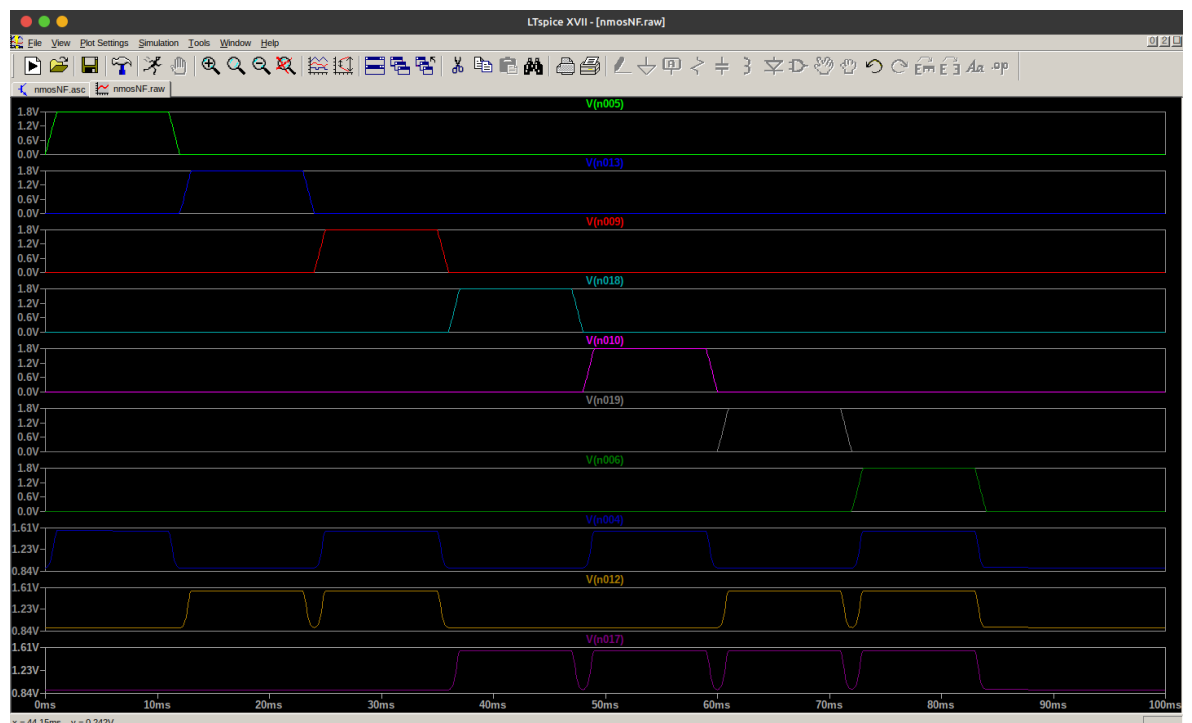 LTspice XVII - [nmosNF.raw]
File View Plot Settings Simulation Tools Window Help
nmosNF.asc nmosNF.raw
V(n005)
1.8V
1.2V
0.6V
0.0V
V(n013)
1.8V
1.2V
0.6V
0.0V
V(n009)
1.8V
1.2V
0.6V
0.0V
V(n018)
1.8V
1.2V
0.6V
0.0V
V(n010)
1.8V
1.2V
0.6V
0.0V
V(n019)
1.8V
1.2V
0.6V
0.0V
V(n006)
1.8V
1.2V
0.6V
0.0V
V(n004)
1.61V
1.23V
0.84V
V(n012)
1.61V
1.23V
0.84V
V(n017)
1.61V
1.23V
0.84V
0ms 10ms 20ms 30ms 40ms 50ms 60ms 70ms 80ms 90ms 100ms
x = 44.15ms y = 0.242V